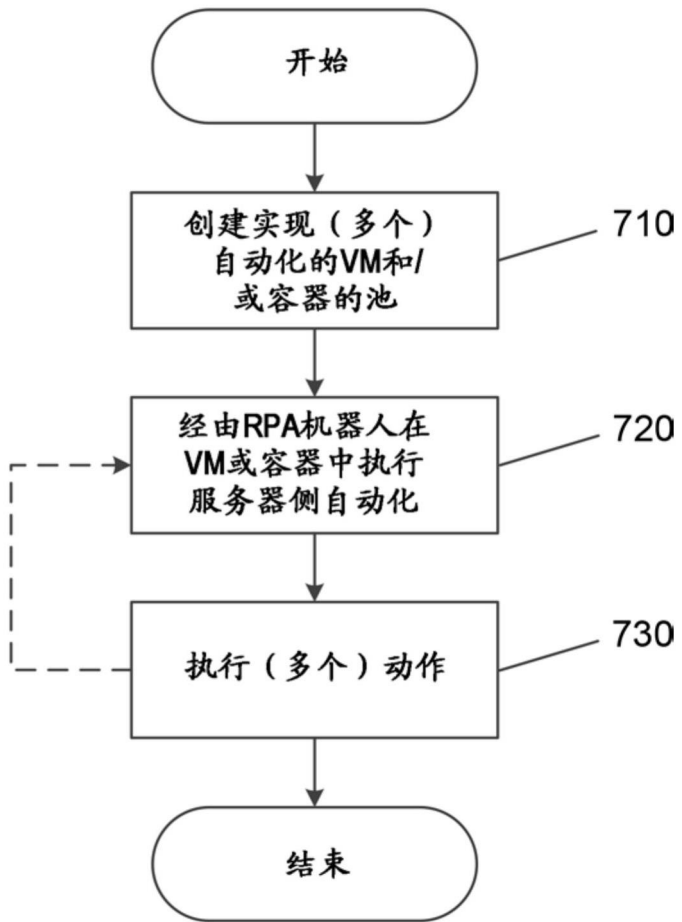 开始
创建实现（多个）
自动化的VM和/
或容器的池
710
经由RPA机器人在
VM或容器中执行
服务器侧自动化
720
执行（多个）动作
730
结束